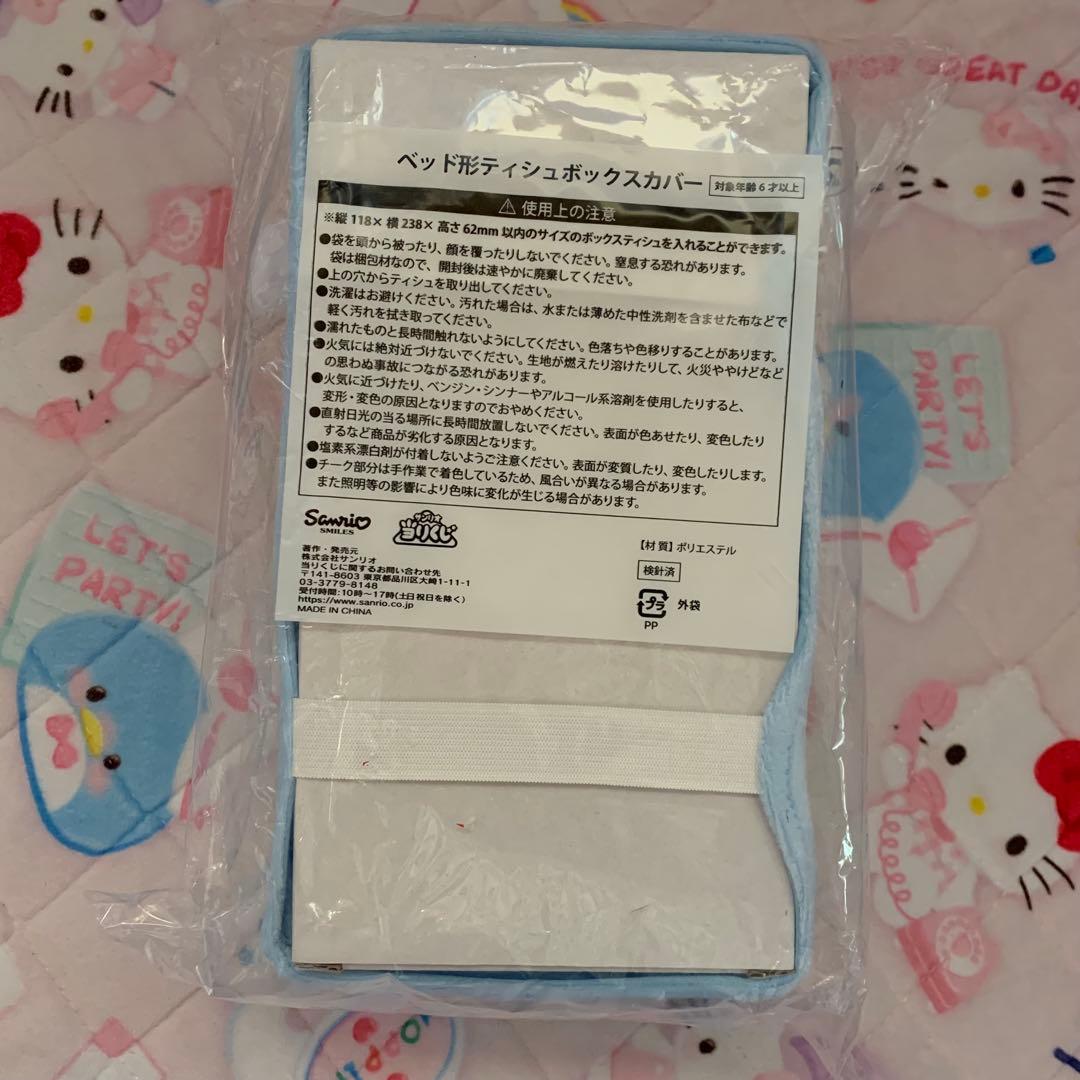 ベッド形ティシュボックスカバー
対象年齢6才以上
⚠ 使用上の注意
※縦118×横238×高さ62mm以内のサイズのボックスティシュを入れることができます。
●袋を頭から被ったり、顔を覆ったりしないでください。窒息する恐れがあります。
袋は梱包材なので、開封後は速やかに廃棄してください。
●上の穴からティシュを取り出してください。
●洗濯はお避けください。汚れた場合は、水または薄めた中性洗剤を含ませた布などで
軽く汚れを拭き取ってください。
●濡れたものと長時間触れないようにしてください。色落ちや色移りすることがあります。
●火気には絶対近づけないでください。生地が燃えたり溶けたりして、火災ややけどなど
の思わぬ事故につながる恐れがあります。
●火気に近づけたり、ベンジン・シンナーやアルコール系溶剤を使用したりすると、
変形・変色の原因となりますのでおやめください。
●直射日光の当る場所に長時間放置しないでください。表面が色あせたり、変色したり
するなど商品が劣化する原因となります。
●塩素系漂白剤が付着しないようご注意ください。表面が変質したり、変色したりします。
●チーク部分は手作業で着色しているため、風合いが異なる場合があります。
また照明等の影響により色味に変化が生じる場合があります。
Sanrio
SMILES
サンリオ
当りくじ
著作・発売元
株式会社サンリオ
当りくじに関するお問い合わせ先
〒141-8603 東京都品川区大崎1-11-1
03-3779-8148
受付時間:10時~17時(土日祝日を除く)
https://www.sanrio.co.jp
MADE IN CHINA
【材質】ポリエステル
検針済
プラ
外袋
PP
GREAT DA
LET'S
PARTY!
LET'S
PARTY!